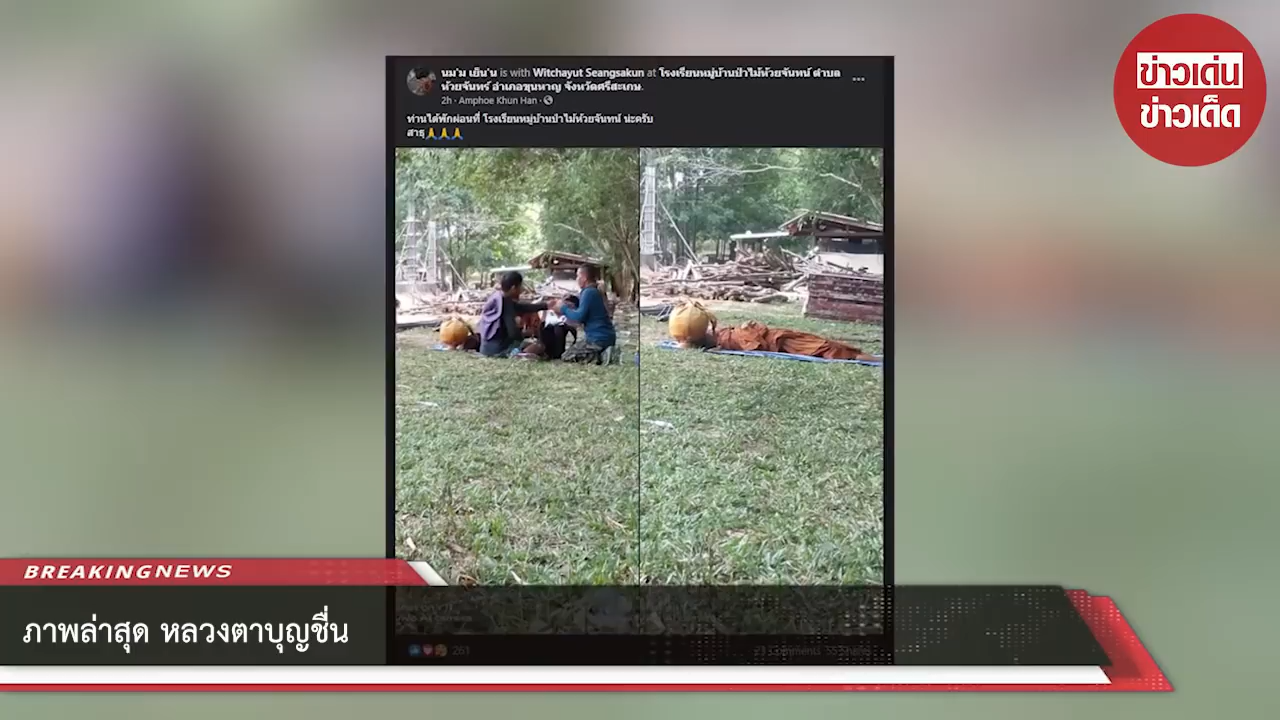 นม'ม เย็น'น is with Witchayut Seangsakun at โรงเรียนหมู่บ้านป่าไม้ห้วยจันทน์ ตำบล
ห้วยจันทร์ อำเภอขุนหาญ จังหวัดศรีสะเกษ.
2h · Amphoe Khun Han ·
ท่านได้พักผ่อนที่ โรงเรียนหมู่บ้านป่าไม้ห้วยจันทน์ น่ะครับ
สาธุ🙏🙏🙏
ข่าวเด่น
ข่าวเด็ด
BREAKINGNEWS
ภาพล่าสุด หลวงตาบุญชื่น
263